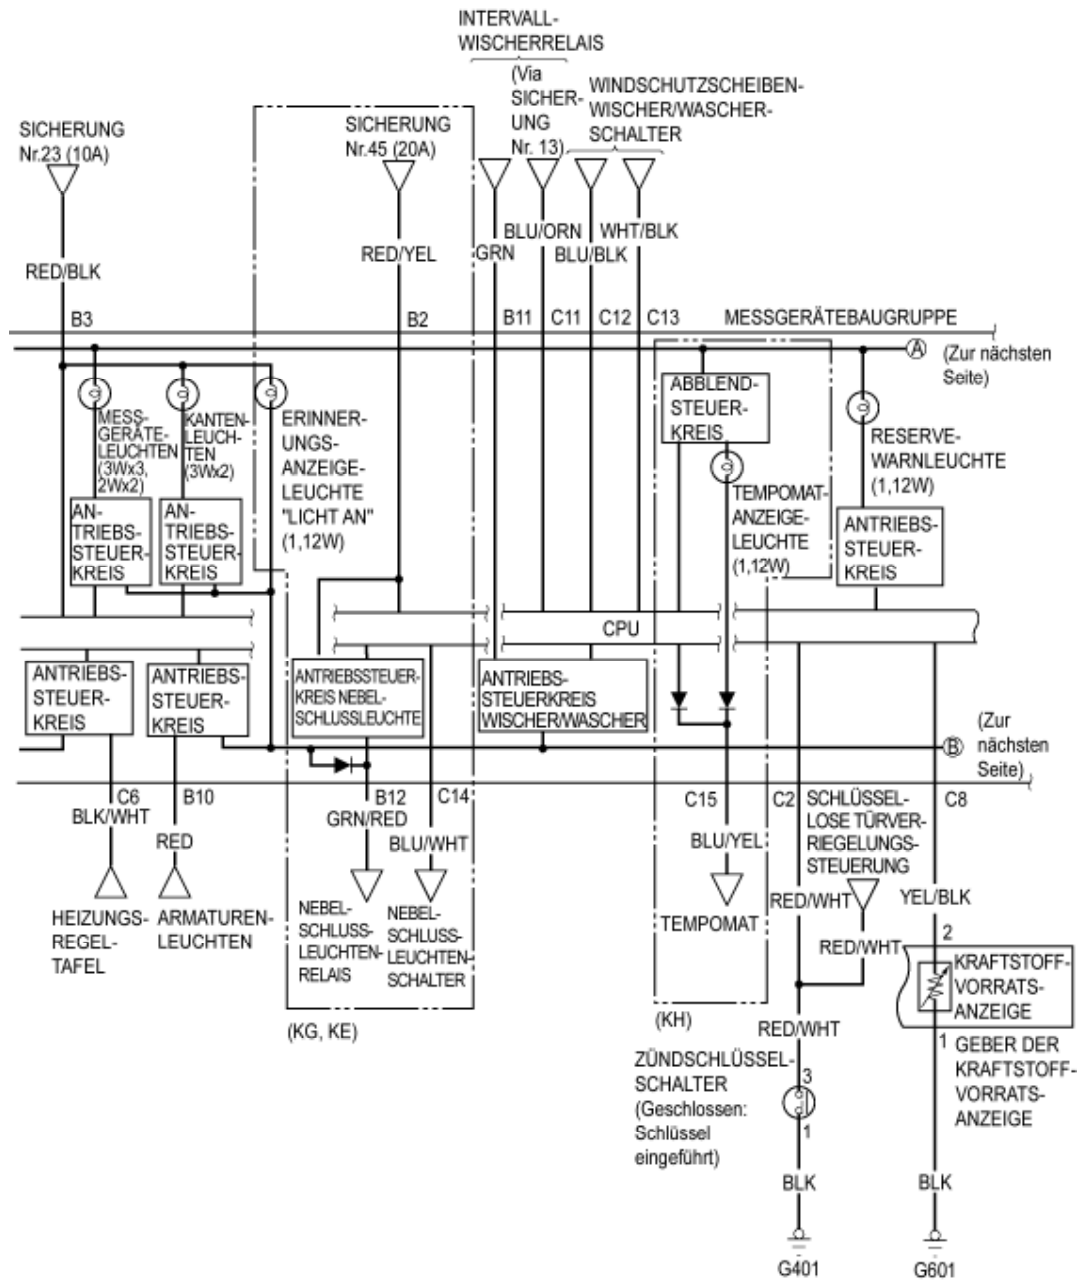 INTERVALL-
WISCHERRELAIS
(Via
SICHER-
UNG
Nr. 13)
WINDSCHUTZSCHEIBEN-
WISCHER/WASCHER-
SCHALTER
SICHERUNG
Nr.23 (10A)
SICHERUNG
Nr.45 (20A)
RED/BLK
RED/YEL
GRN
BLU/ORN
BLU/BLK
WHT/BLK
B3
B2
B11
C11
C12
C13
MESSGERÄTEBAUGRUPPE
A
(Zur nächsten
Seite)
MESS-
GERÄTE-
LEUCHTEN
(3Wx3,
2Wx2)
KANTEN-
LEUCH-
TEN
(3Wx2)
ERINNER-
UNGS-
ANZEIGE-
LEUCHTE
"LICHT AN"
(1,12W)
ABBLEND-
STEUER-
KREIS
TEMPOMAT-
ANZEIGE-
LEUCHTE
(1,12W)
RESERVE-
WARNLEUCHTE
(1,12W)
AN-
TRIEBS-
STEUER-
KREIS
AN-
TRIEBS-
STEUER-
KREIS
ANTRIEBS-
STEUER-
KREIS
CPU
ANTRIEBS-
STEUER-
KREIS
ANTRIEBS-
STEUER-
KREIS
ANTRIEBSSTEUER-
KREIS NEBEL-
SCHLUSSLEUCHTE
ANTRIEBS-
STEUERKREIS
WISCHER/WASCHER
B
(Zur
nächsten
Seite)
C6
B10
B12
C14
C15
C2
C8
BLK/WHT
RED
GRN/RED
BLU/WHT
BLU/YEL
SCHLÜSSEL-
LOSE TÜRVER-
RIEGELUNGS-
STEUERUNG
RED/WHT
YEL/BLK
RED/WHT
HEIZUNGS-
REGEL-
TAFEL
ARMATUREN-
LEUCHTEN
NEBEL-
SCHLUSS-
LEUCHTEN-
RELAIS
NEBEL-
SCHLUSS-
LEUCHTEN-
SCHALTER
TEMPOMAT
2
KRAFTSTOFF-
VORRATS-
ANZEIGE
(KG, KE)
(KH)
RED/WHT
1
GEBER DER
KRAFTSTOFF-
VORRATS-
ANZEIGE
ZÜNDSCHLÜSSEL-
SCHALTER
(Geschlossen:
Schlüssel
eingeführt)
3
1
BLK
BLK
G401
G601